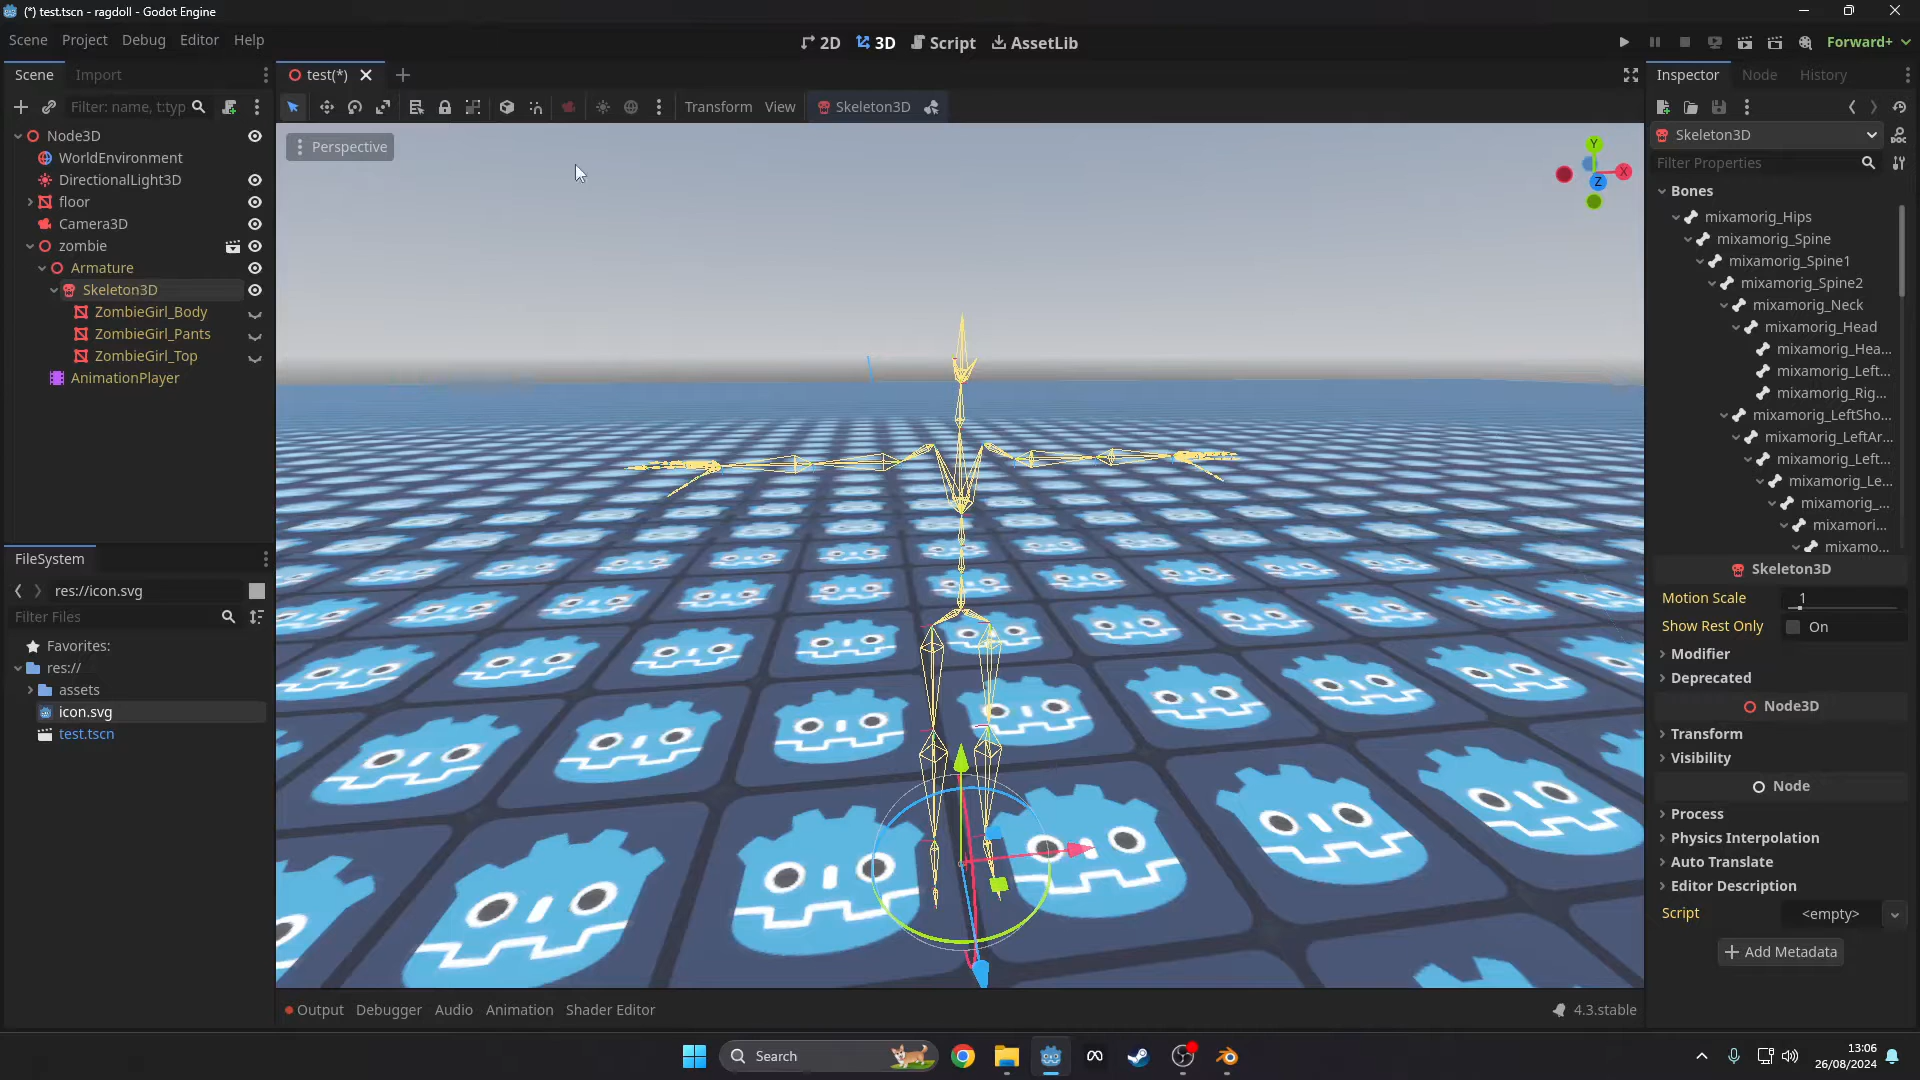 (*) test.tscn - ragdoll - Godot Engine
Scene Project Debug Editor Help
2D 3D Script AssetLib
Forward+
Scene Import
test(*)
Inspector Node History
Filter: name, t:typ
Transform View Skeleton3D
Skeleton3D
Filter Properties
Perspective
Y
X
Z
Node3D
WorldEnvironment
DirectionalLight3D
floor
Camera3D
zombie
Armature
Skeleton3D
ZombieGirl_Body
ZombieGirl_Pants
ZombieGirl_Top
AnimationPlayer
FileSystem
res://icon.svg
Filter Files
Favorites:
res://
assets
icon.svg
test.tscn
Bones
mixamorig_Hips
mixamorig_Spine
mixamorig_Spine1
mixamorig_Spine2
mixamorig_Neck
mixamorig_Head
mixamorig_Hea...
mixamorig_Left...
mixamorig_Rig...
mixamorig_LeftSho...
mixamorig_LeftAr...
mixamorig_Left...
mixamorig_Le...
mixamorig_...
mixamori...
mixamo...
Skeleton3D
Motion Scale 1
Show Rest Only On
Modifier
Deprecated
Node3D
Transform
Visibility
Node
Process
Physics Interpolation
Auto Translate
Editor Description
Script <empty>
Add Metadata
Output Debugger Audio Animation Shader Editor
4.3.stable
Search
13:06
26/08/2024